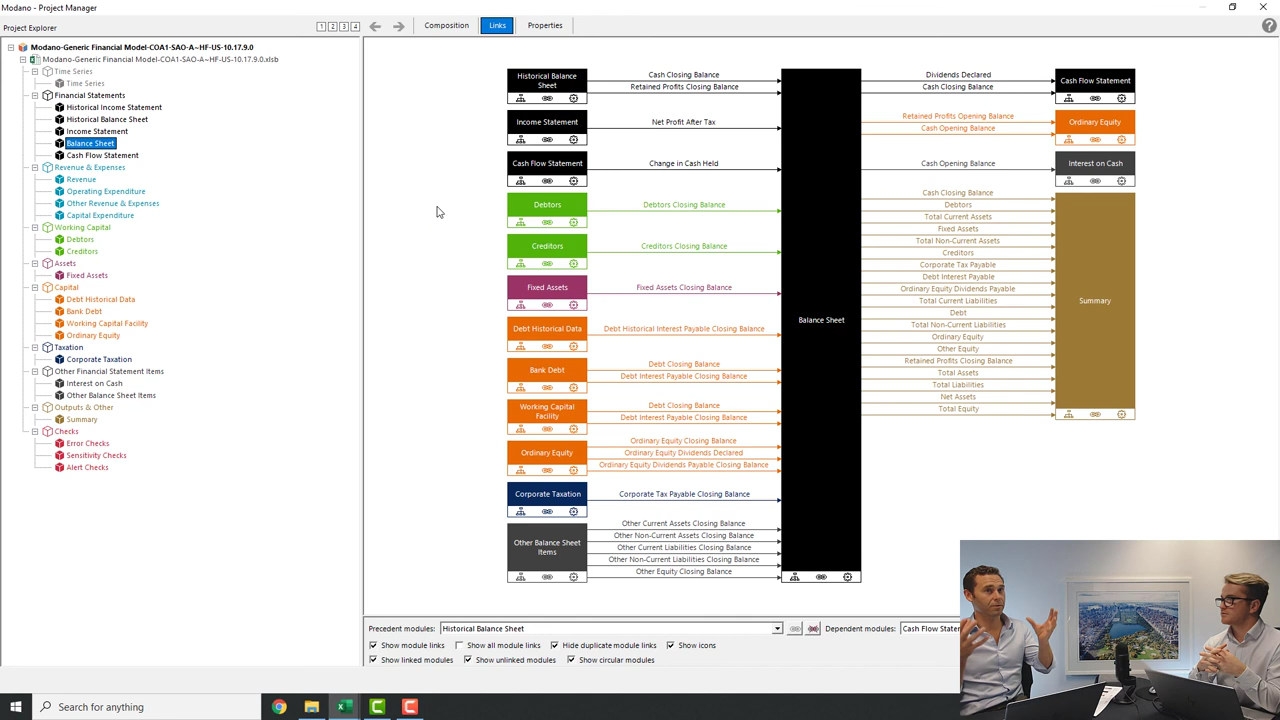 Modano - Project Manager
Project Explorer
1 2 3 4
Composition
Links
Properties
Modano-Generic Financial Model-COA1-SAO-A~HF-US-10.17.9.0
Modano-Generic Financial Model-COA1-SAO-A~HF-US-10.17.9.0.xlsb
Time Series
Time Series
Financial Statements
Historical Income Statement
Historical Balance Sheet
Income Statement
Balance Sheet
Cash Flow Statement
Revenue & Expenses
Revenue
Operating Expenditure
Other Revenue & Expenses
Capital Expenditure
Working Capital
Debtors
Creditors
Assets
Fixed Assets
Capital
Debt Historical Data
Bank Debt
Working Capital Facility
Ordinary Equity
Taxation
Corporate Taxation
Other Financial Statement Items
Interest on Cash
Other Balance Sheet Items
Outputs & Other
Summary
Checks
Error Checks
Sensitivity Checks
Alert Checks
Historical Balance
Sheet
Cash Closing Balance
Retained Profits Closing Balance
Income Statement
Net Profit After Tax
Cash Flow Statement
Change in Cash Held
Debtors
Debtors Closing Balance
Creditors
Creditors Closing Balance
Fixed Assets
Fixed Assets Closing Balance
Debt Historical Data
Debt Historical Interest Payable Closing Balance
Bank Debt
Debt Closing Balance
Debt Interest Payable Closing Balance
Working Capital
Facility
Debt Closing Balance
Debt Interest Payable Closing Balance
Ordinary Equity
Ordinary Equity Closing Balance
Ordinary Equity Dividends Declared
Ordinary Equity Dividends Payable Closing Balance
Corporate Taxation
Corporate Tax Payable Closing Balance
Other Balance Sheet
Items
Other Current Assets Closing Balance
Other Non-Current Assets Closing Balance
Other Current Liabilities Closing Balance
Other Non-Current Liabilities Closing Balance
Other Equity Closing Balance
Balance Sheet
Dividends Declared
Cash Closing Balance
Cash Flow Statement
Retained Profits Opening Balance
Cash Opening Balance
Ordinary Equity
Cash Opening Balance
Interest on Cash
Cash Closing Balance
Debtors
Total Current Assets
Fixed Assets
Total Non-Current Assets
Creditors
Corporate Tax Payable
Debt Interest Payable
Ordinary Equity Dividends Payable
Total Current Liabilities
Debt
Total Non-Current Liabilities
Ordinary Equity
Other Equity
Retained Profits Closing Balance
Total Assets
Total Liabilities
Net Assets
Total Equity
Summary
Precedent modules:
Historical Balance Sheet
Dependent modules:
Cash Flow Stater
Show module links
Show all module links
Hide duplicate module links
Show icons
Show linked modules
Show unlinked modules
Show circular modules
Search for anything